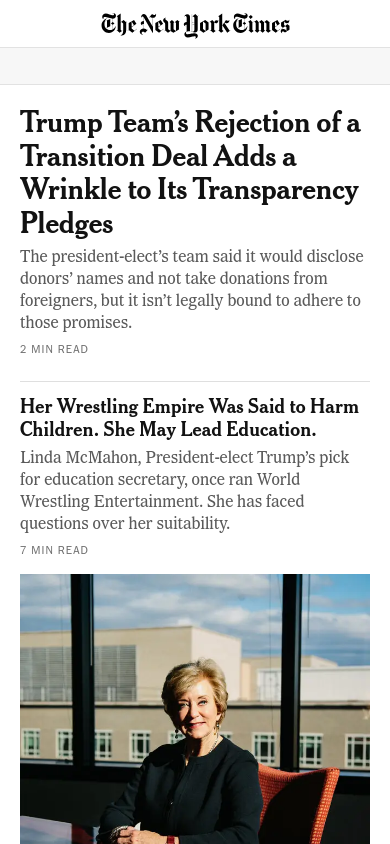 The New York Times
Trump Team’s Rejection of a
Transition Deal Adds a
Wrinkle to Its Transparency
Pledges
The president-elect’s team said it would disclose
donors’ names and not take donations from
foreigners, but it isn’t legally bound to adhere to
those promises.
2 MIN READ
Her Wrestling Empire Was Said to Harm
Children. She May Lead Education.
Linda McMahon, President-elect Trump’s pick
for education secretary, once ran World
Wrestling Entertainment. She has faced
questions over her suitability.
7 MIN READ